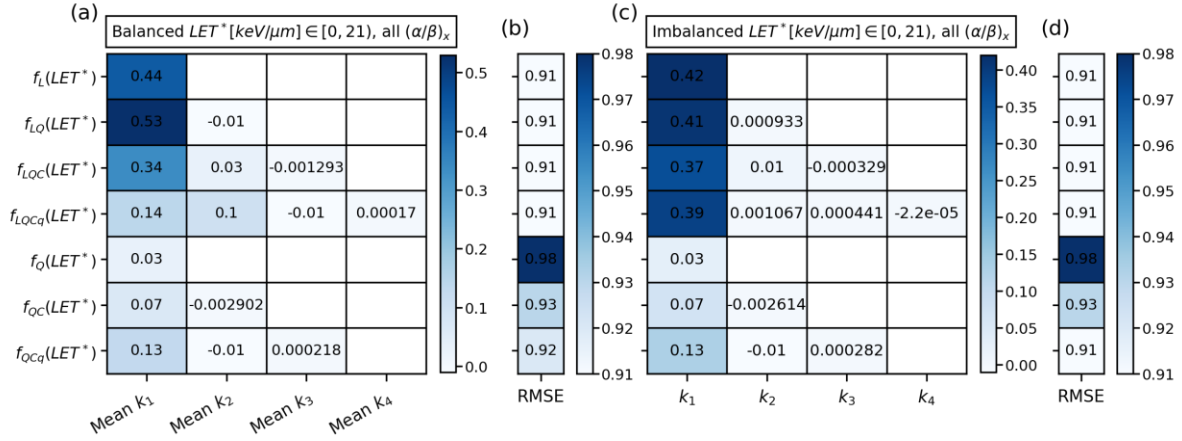 (a)
Balanced LET*[keV/μm] ∈ [0, 21), all (α/β)x
(b)
(c)
Imbalanced LET*[keV/μm] ∈ [0, 21), all (α/β)x
(d)
fL(LET*) 0.44
fLQ(LET*) 0.53 -0.01
fLQC(LET*) 0.34 0.03 -0.001293
fLQCq(LET*) 0.14 0.1 -0.01 0.00017
fQ(LET*) 0.03
fQC(LET*) 0.07 -0.002902
fQCq(LET*) 0.13 -0.01 0.000218
Mean k1 Mean k2 Mean k3 Mean k4
0.5
0.4
0.3
0.2
0.1
0.0
0.91
0.91
0.91
0.91
0.98
0.93
0.92
RMSE
0.98
0.97
0.96
0.95
0.94
0.93
0.92
0.91
0.42
0.41 0.000933
0.37 0.01 -0.000329
0.39 0.001067 0.000441 -2.2e-05
0.03
0.07 -0.002614
0.13 -0.01 0.000282
k1 k2 k3 k4
0.40
0.35
0.30
0.25
0.20
0.15
0.10
0.05
0.00
0.91
0.91
0.91
0.91
0.98
0.93
0.91
RMSE
0.98
0.97
0.96
0.95
0.94
0.93
0.92
0.91